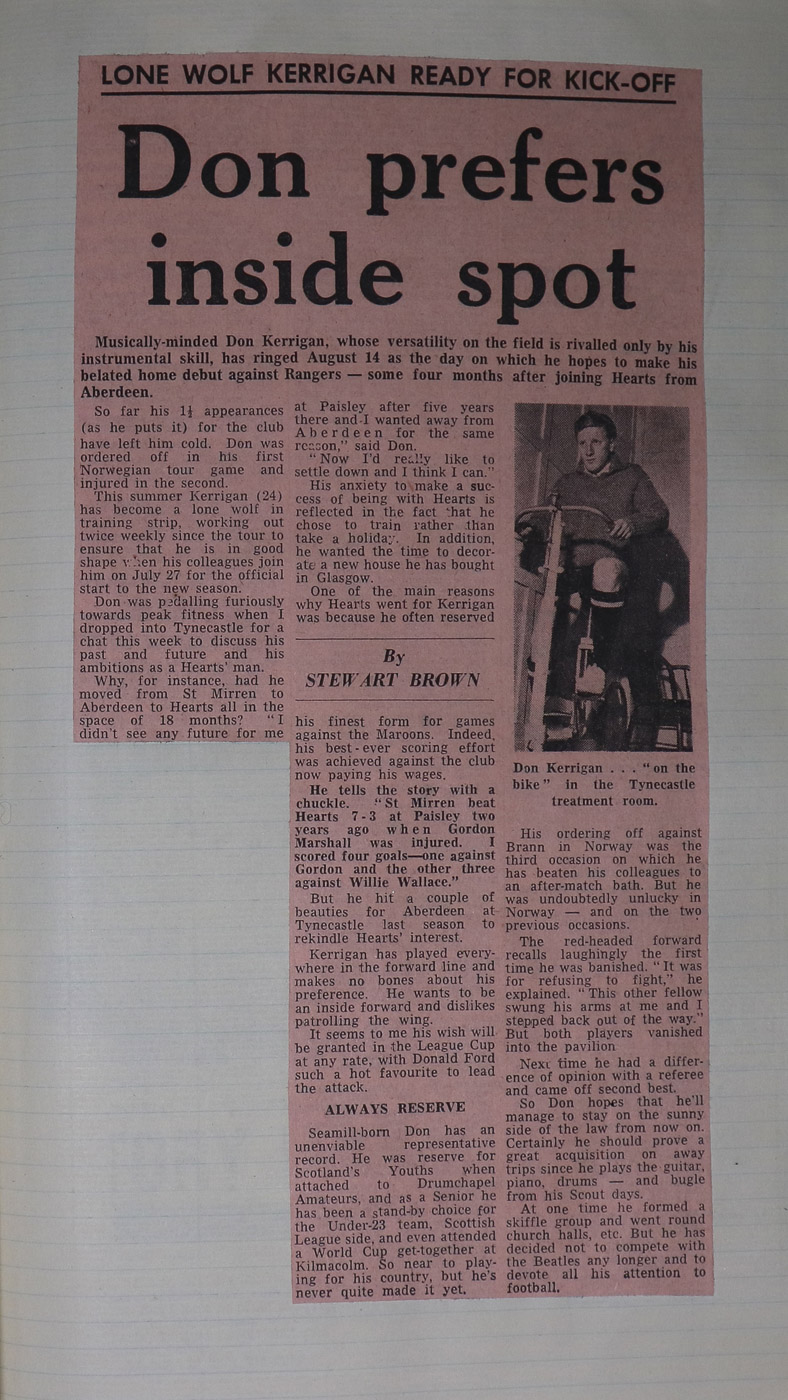 LONE WOLF KERRIGAN READY FOR KICK-OFF
Don prefers
inside spot
Musically-minded Don Kerrigan, whose versatility on the field is rivalled only by his
instrumental skill, has ringed August 14 as the day on which he hopes to make his
belated home debut against Rangers — some four months after joining Hearts from
Aberdeen.
So far his 1½ appearances
(as he puts it) for the club
have left him cold. Don was
ordered off in his first
Norwegian tour game and
injured in the second.
This summer Kerrigan (24)
has become a lone wolf in
training strip, working out
twice weekly since the tour to
ensure that he is in good
shape when his colleagues join
him on July 27 for the official
start to the new season.
Don was pedalling furiously
towards peak fitness when I
dropped into Tynecastle for a
chat this week to discuss his
past and future and his
ambitions as a Hearts' man.
Why, for instance, had he
moved from St Mirren to
Aberdeen to Hearts all in the
space of 18 months? "I
didn't see any future for me
at Paisley after five years
there and I wanted away from
Aberdeen for the same
reason," said Don.
"Now I'd really like to
settle down and I think I can."
His anxiety to make a suc-
cess of being with Hearts is
reflected in the fact that he
chose to train rather than
take a holiday. In addition,
he wanted the time to decor-
ate a new house he has bought
in Glasgow.
One of the main reasons
why Hearts went for Kerrigan
was because he often reserved
By
STEWART BROWN
his finest form for games
against the Maroons. Indeed,
his best-ever scoring effort
was achieved against the club
now paying his wages.
He tells the story with a
chuckle. "St Mirren beat
Hearts 7-3 at Paisley two
years ago when Gordon
Marshall was injured. I
scored four goals—one against
Gordon and the other three
against Willie Wallace."
But he hit a couple of
beauties for Aberdeen at
Tynecastle last season to
rekindle Hearts' interest.
Kerrigan has played every-
where in the forward line and
makes no bones about his
preference. He wants to be
an inside forward and dislikes
patrolling the wing.
It seems to me his wish will
be granted in the League Cup
at any rate, with Donald Ford
such a hot favourite to lead
the attack.
ALWAYS RESERVE
Seamill-born Don has an
unenviable representative
record. He was reserve for
Scotland's Youths when
attached to Drumchapel
Amateurs, and as a Senior he
has been a stand-by choice for
the Under-23 team, Scottish
League side, and even attended
a World Cup get-together at
Kilmacolm. So near to play-
ing for his country, but he's
never quite made it yet.
Don Kerrigan . . . "on the
bike" in the Tynecastle
treatment room.
His ordering off against
Brann in Norway was the
third occasion on which he
has beaten his colleagues to
an after-match bath. But he
was undoubtedly unlucky in
Norway — and on the two
previous occasions.
The red-headed forward
recalls laughingly the first
time he was banished. "It was
for refusing to fight," he
explained. "This other fellow
swung his arms at me and I
stepped back out of the way."
But both players vanished
into the pavilion
Next time he had a differ-
ence of opinion with a referee
and came off second best.
So Don hopes that he'll
manage to stay on the sunny
side of the law from now on.
Certainly he should prove a
great acquisition on away
trips since he plays the guitar,
piano, drums — and bugle
from his Scout days.
At one time he formed a
skiffle group and went round
church halls, etc. But he has
decided not to compete with
the Beatles any longer and to
devote all his attention to
football.